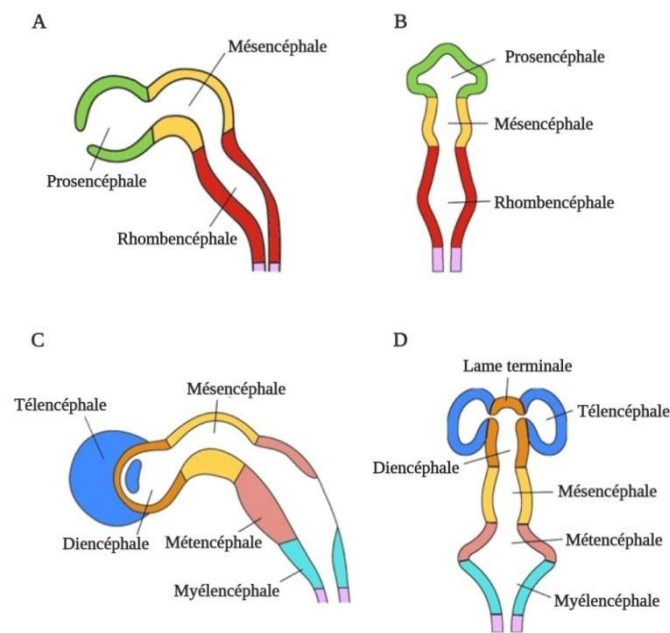 A
Mésencéphale
Prosencéphale
Rhombencéphale
B
Prosencéphale
Mésencéphale
Rhombencéphale
C
Mésencéphale
Télencéphale
Diencéphale
Métencéphale
Myélencéphale
D
Lame terminale
Télencéphale
Diencéphale
Mésencéphale
Métencéphale
Myélencéphale